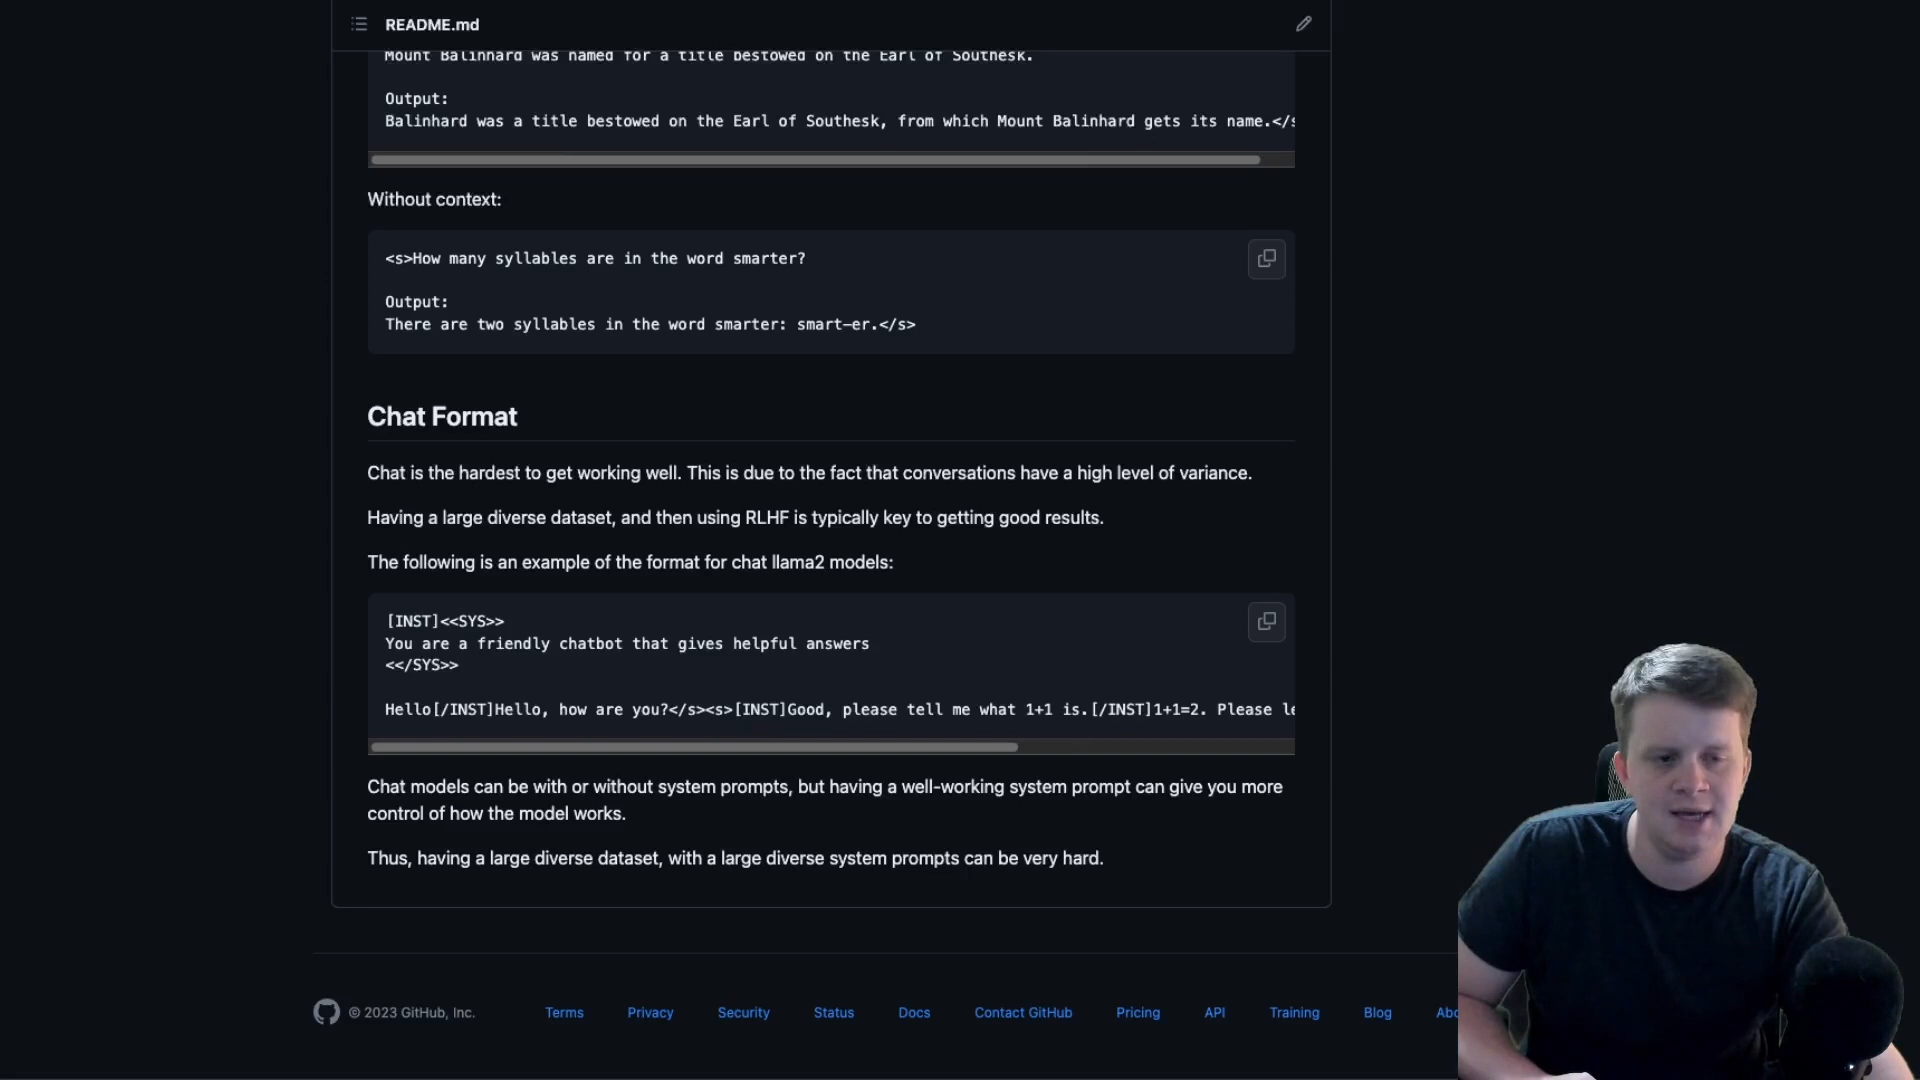 README.md
Mount Balinhard was named for a title bestowed on the Earl of Southesk.
Output:
Balinhard was a title bestowed on the Earl of Southesk, from which Mount Balinhard gets its name.</s
Without context:
<s>How many syllables are in the word smarter?
Output:
There are two syllables in the word smarter: smart-er.</s>
Chat Format
Chat is the hardest to get working well. This is due to the fact that conversations have a high level of variance.
Having a large diverse dataset, and then using RLHF is typically key to getting good results.
The following is an example of the format for chat llama2 models:
[INST]<<SYS>>
You are a friendly chatbot that gives helpful answers
<</SYS>>
Hello[/INST]Hello, how are you?</s><s>[INST]Good, please tell me what 1+1 is.[/INST]1+1=2. Please le
Chat models can be with or without system prompts, but having a well-working system prompt can give you more
control of how the model works.
Thus, having a large diverse dataset, with a large diverse system prompts can be very hard.
© 2023 GitHub, Inc. Terms Privacy Security Status Docs Contact GitHub Pricing API Training Blog Abo